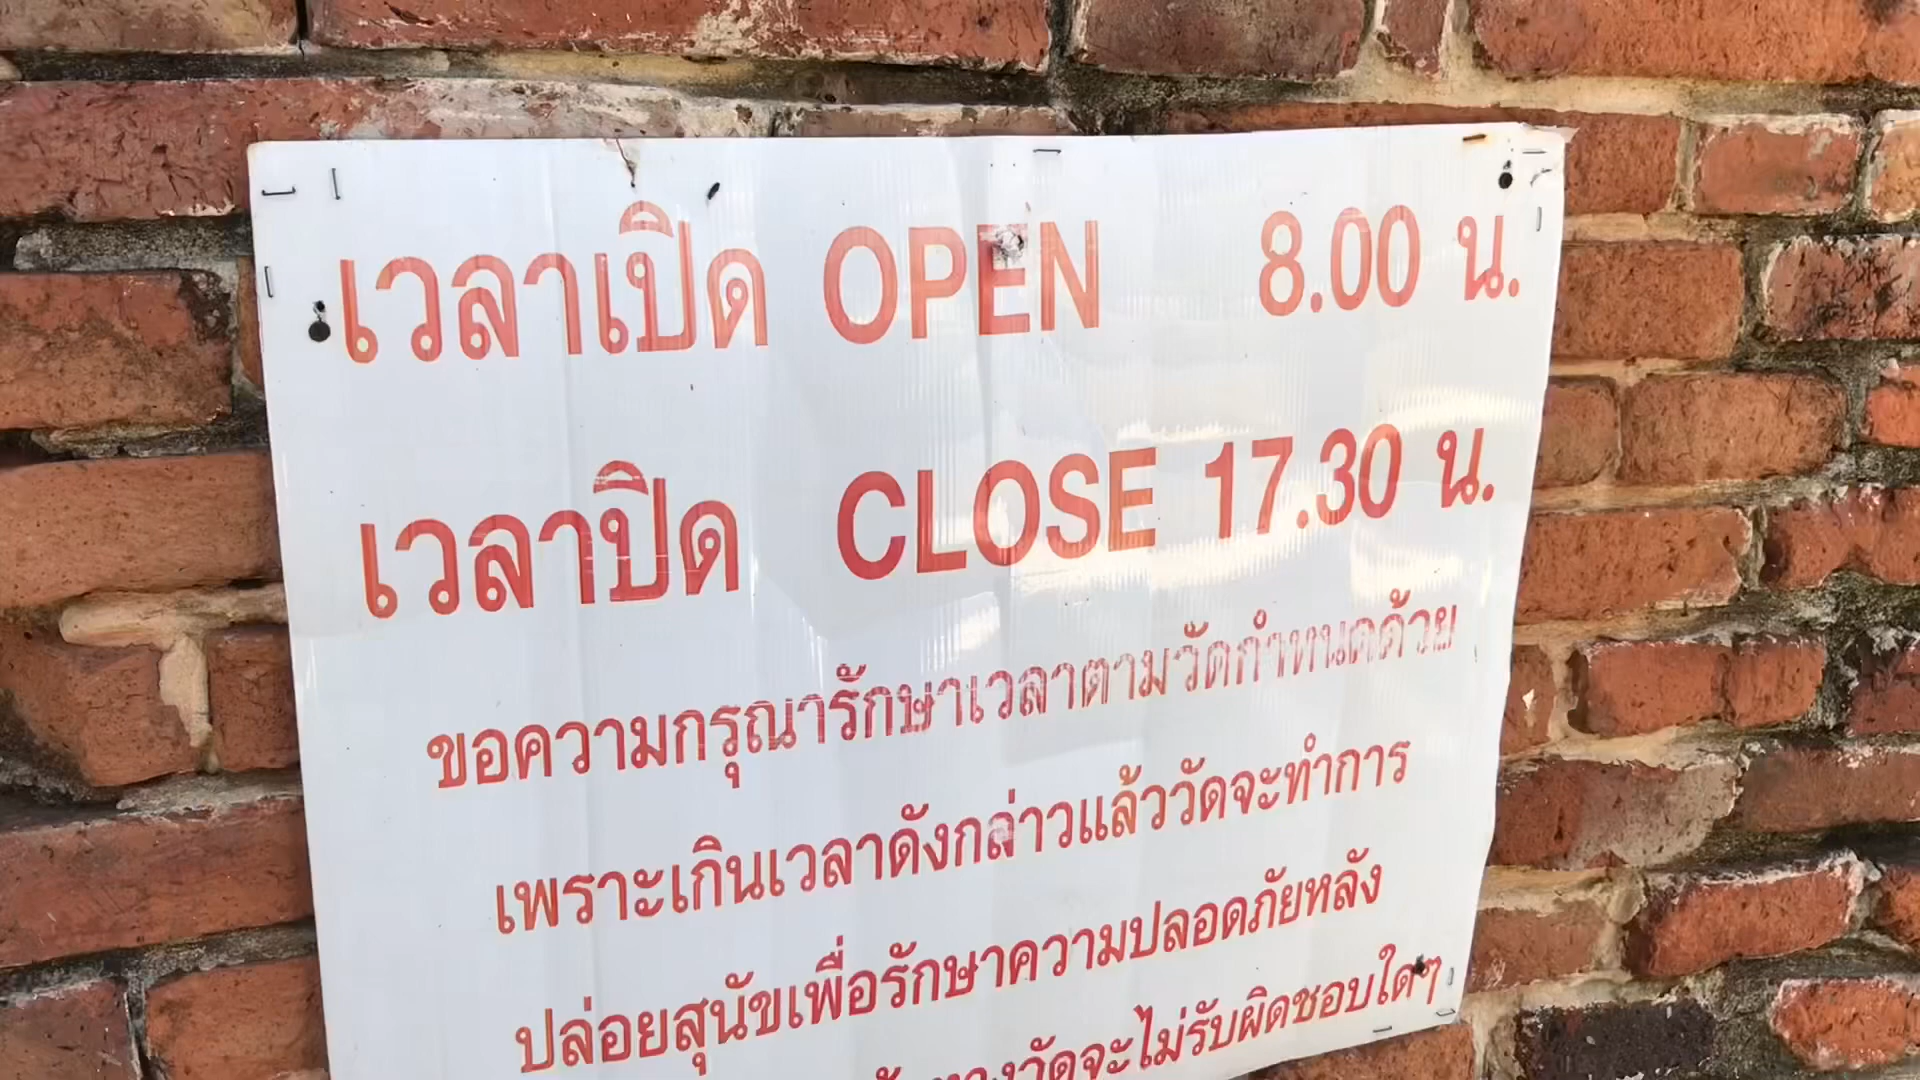 เวลาเปิด OPEN 8.00 น.
เวลาปิด CLOSE 17.30 น.
ขอความกรุณารักษาเวลาตามวัดกำหนดด้วย
เพราะเกินเวลาดังกล่าวแล้ววัดจะทำการ
ปล่อยสุนัขเพื่อรักษาความปลอดภัยหลัง
ทางวัดจะไม่รับผิดชอบใดๆ